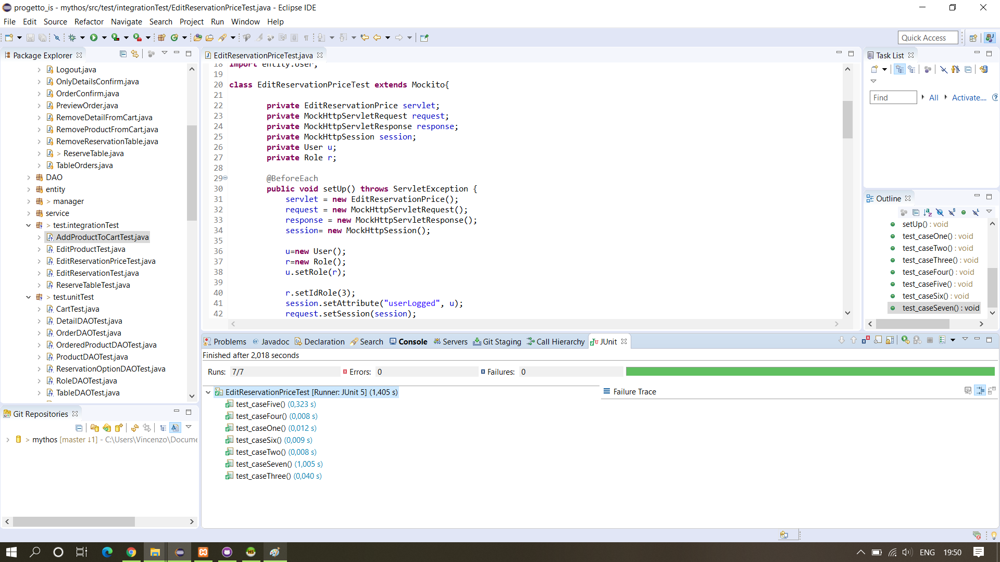 progetto_is - mythos/src/test/integrationTest/EditReservationPriceTest.java - Eclipse IDE
File Edit Source Refactor Navigate Search Project Run Window Help
Quick Access
Package Explorer
Logout.java
OnlyDetailsConfirm.java
OrderConfirm.java
PreviewOrder.java
RemoveDetailFromCart.java
RemoveProductFromCart.java
RemoveReservationTable.java
> ReserveTable.java
TableOrders.java
DAO
entity
> manager
service
> test.integrationTest
AddProductToCartTest.java
EditProductTest.java
EditReservationPriceTest.java
EditReservationTest.java
ReserveTableTest.java
> test.unitTest
CartTest.java
DetailDAOTest.java
OrderDAOTest.java
OrderedProductDAOTest.java
ProductDAOTest.java
ReservationOptionDAOTest.java
RoleDAOTest.java
TableDAOTest.java
Git Repositories
> mythos [master ↓1] - C:\Users\Vincenzo\Docume
EditReservationPriceTest.java
18 import entity.User;
19
20 class EditReservationPriceTest extends Mockito{
21
22 private EditReservationPrice servlet;
23 private MockHttpServletRequest request;
24 private MockHttpServletResponse response;
25 private MockHttpSession session;
26 private User u;
27 private Role r;
28
29 @BeforeEach
30 public void setUp() throws ServletException {
31 servlet = new EditReservationPrice();
32 request = new MockHttpServletRequest();
33 response = new MockHttpServletResponse();
34 session= new MockHttpSession();
35
36 u=new User();
37 r=new Role();
38 u.setRole(r);
39
40 r.setIdRole(3);
41 session.setAttribute("userLogged", u);
42 request.setSession(session);
Task List
Find All Activate...
Outline
setUp() : void
test_caseOne() : void
test_caseTwo() : void
test_caseThree() : void
test_caseFour() : void
test_caseFive() : void
test_caseSix() : void
test_caseSeven() : void
Problems @ Javadoc Declaration Search Console Servers Git Staging Call Hierarchy JUnit
Finished after 2,018 seconds
Runs: 7/7 Errors: 0 Failures: 0
EditReservationPriceTest [Runner: JUnit 5] (1,405 s)
test_caseFive() (0,323 s)
test_caseFour() (0,008 s)
test_caseOne() (0,012 s)
test_caseSix() (0,009 s)
test_caseTwo() (0,008 s)
test_caseSeven() (1,005 s)
test_caseThree() (0,040 s)
Failure Trace
ENG 19:50